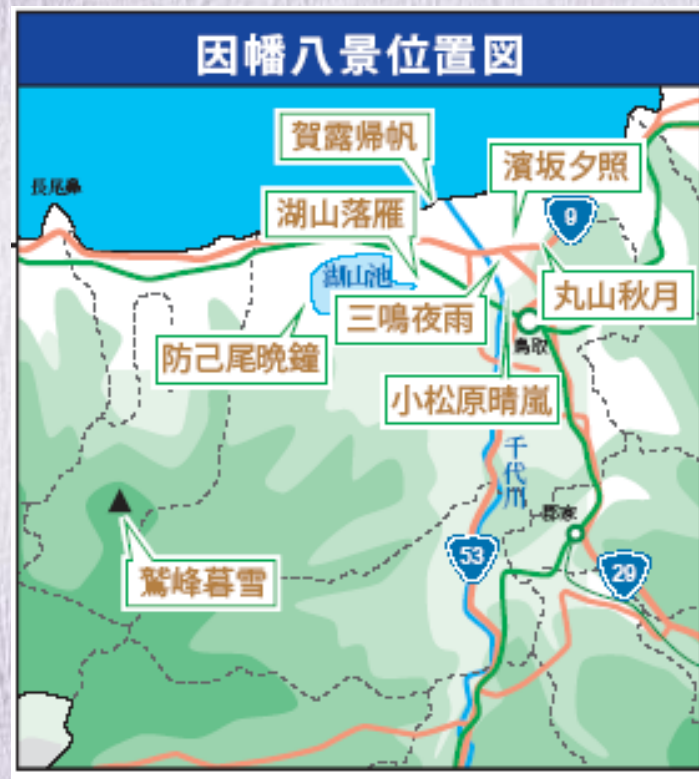 因幡八景位置図
賀露帰帆
濱坂夕照
長尾鼻
湖山落雁
9
湖山池
丸山秋月
三嶋夜雨
防己尾晩鐘
鳥取
小松原晴嵐
千代川
郡家
53
29
鷲峰暮雪